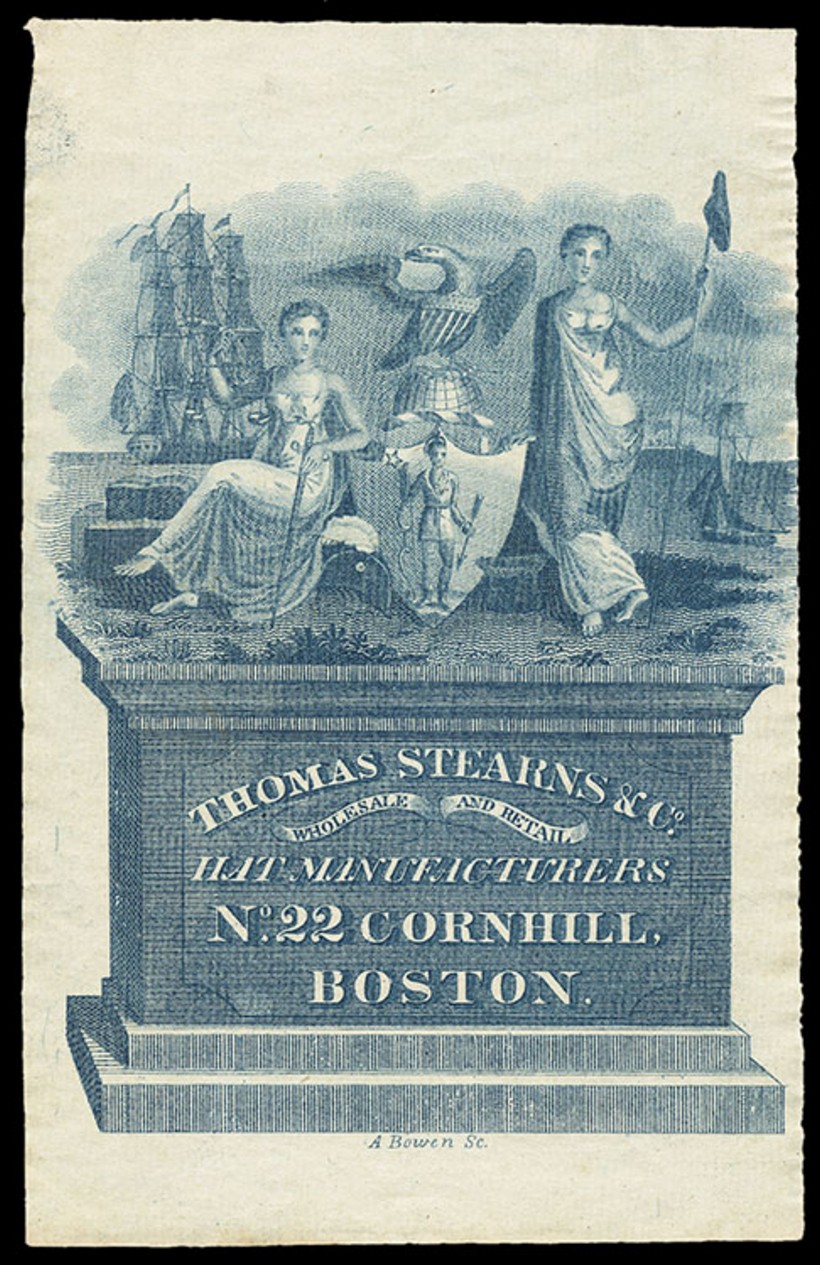 THOMAS STEARNS & Co.
WHOLESALE AND RETAIL
HAT MANUFACTURERS
No. 22 CORNHILL,
BOSTON.
A Bowen Sc.